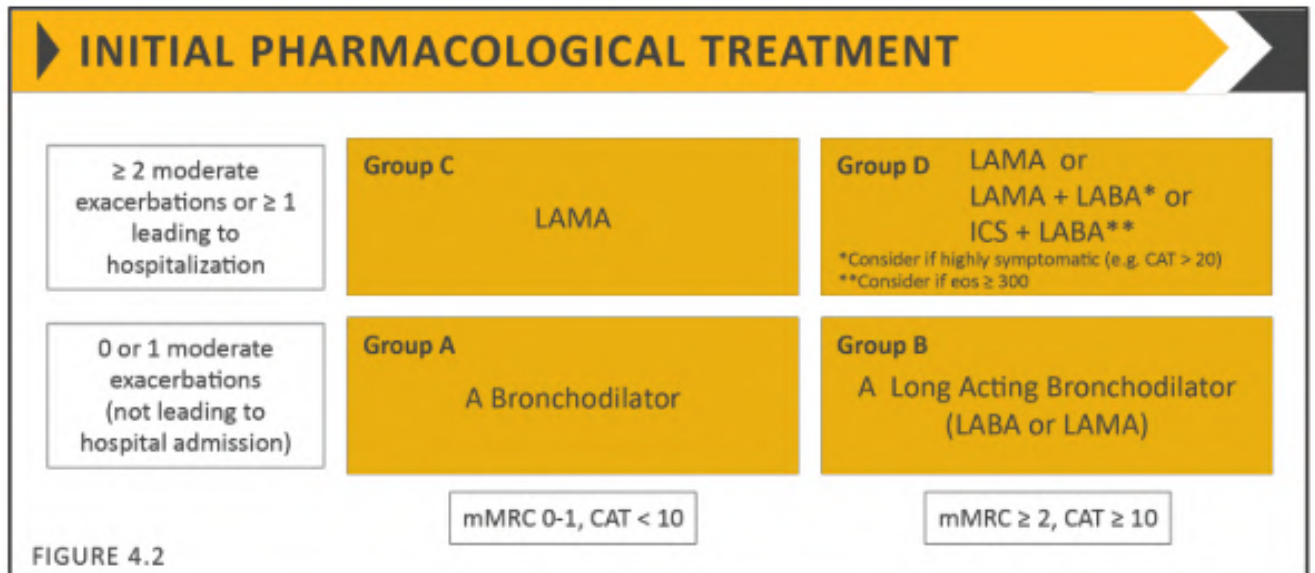 INITIAL PHARMACOLOGICAL TREATMENT
≥ 2 moderate
exacerbations or ≥ 1
leading to
hospitalization
Group C
LAMA
Group D
LAMA or
LAMA + LABA* or
ICS + LABA**
*Consider if highly symptomatic (e.g. CAT > 20)
**Consider if eos ≥ 300
0 or 1 moderate
exacerbations
(not leading to
hospital admission)
Group A
A Bronchodilator
Group B
A Long Acting Bronchodilator
(LABA or LAMA)
mMRC 0-1, CAT < 10
mMRC ≥ 2, CAT ≥ 10
FIGURE 4.2